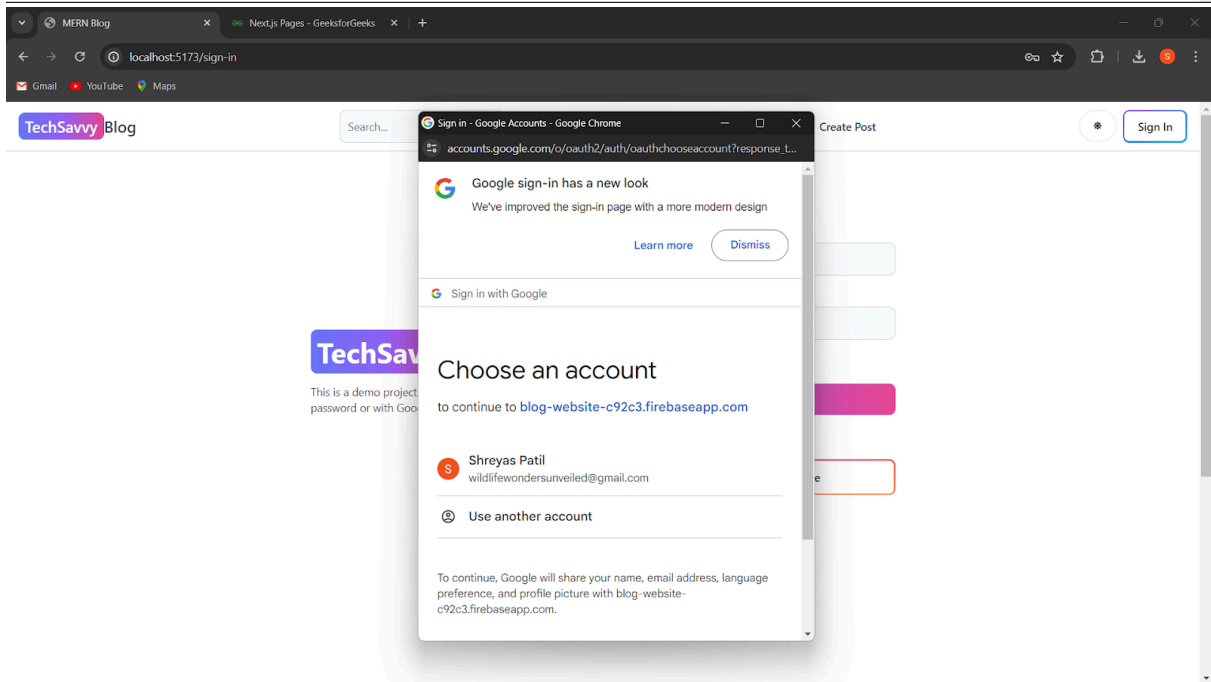 MERN Blog
Next.js Pages - GeeksforGeeks
localhost:5173/sign-in
S
Gmail
YouTube
Maps
TechSavvy Blog
Search...
Create Post
Sign In
Sign in - Google Accounts - Google Chrome
accounts.google.com/o/oauth2/auth/oauthchooseaccount?response_t...
Google sign-in has a new look
We've improved the sign-in page with a more modern design
Learn more
Dismiss
Sign in with Google
Choose an account
to continue to blog-website-c92c3.firebaseapp.com
S
Shreyas Patil
wildlifewondersunveiled@gmail.com
Use another account
To continue, Google will share your name, email address, language
preference, and profile picture with blog-website-
c92c3.firebaseapp.com.
TechSav
This is a demo project
password or with Goo
e